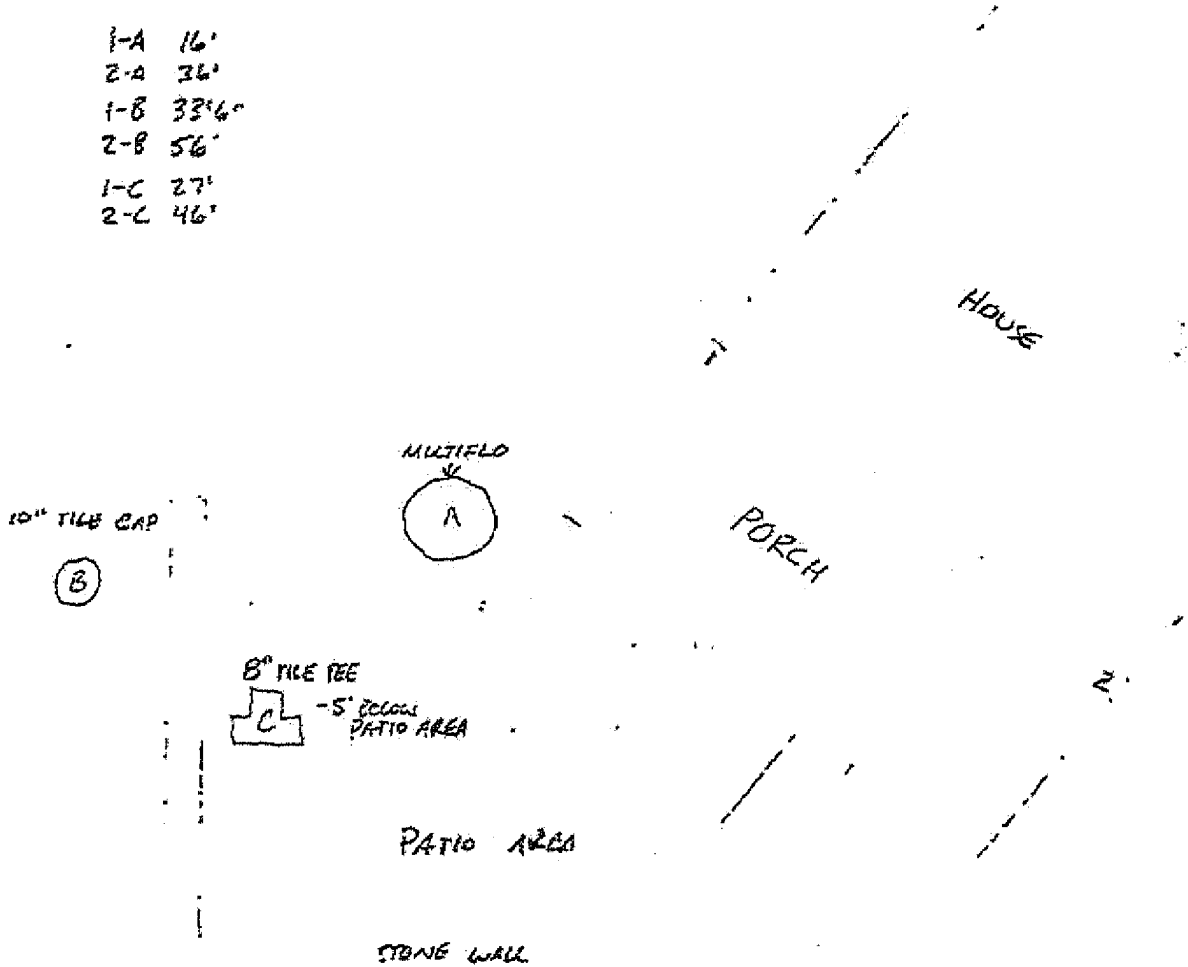 1-A 16'
2-A 36'
1-B 33'6"
2-B 56'
1-C 27'
2-C 46'
HOUSE
1
MULTIFLO
A
10" TILE CAP
PORCH
B
8" TILE TEE
2
C
-5' BELOW
PATIO AREA
PATIO AREA
STONE WALL